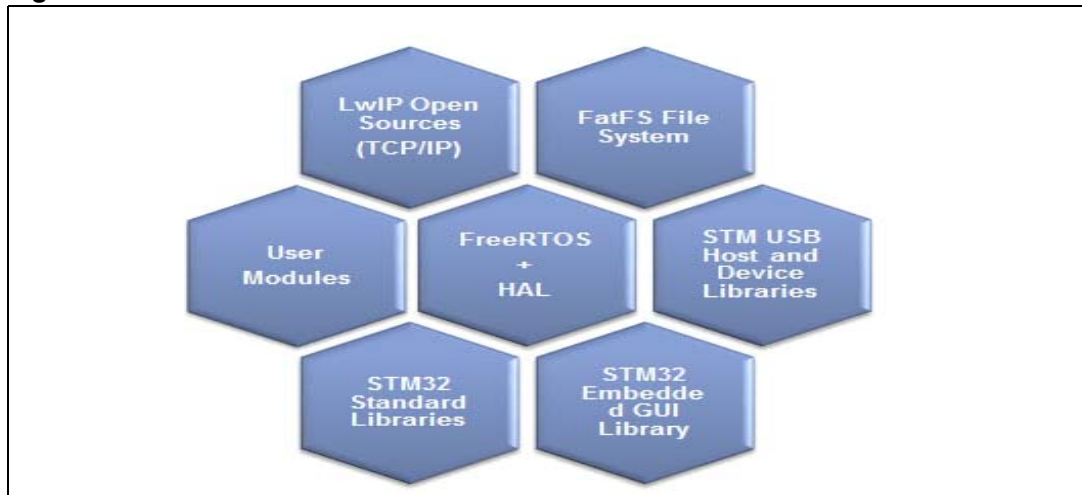 LwIP Open
Sources
(TCP/IP)
FatFS File
System
User
Modules
FreeRTOS
+
HAL
STM USB
Host and
Device
Libraries
STM32
Standard
Libraries
STM32
Embedde
d GUI
Library